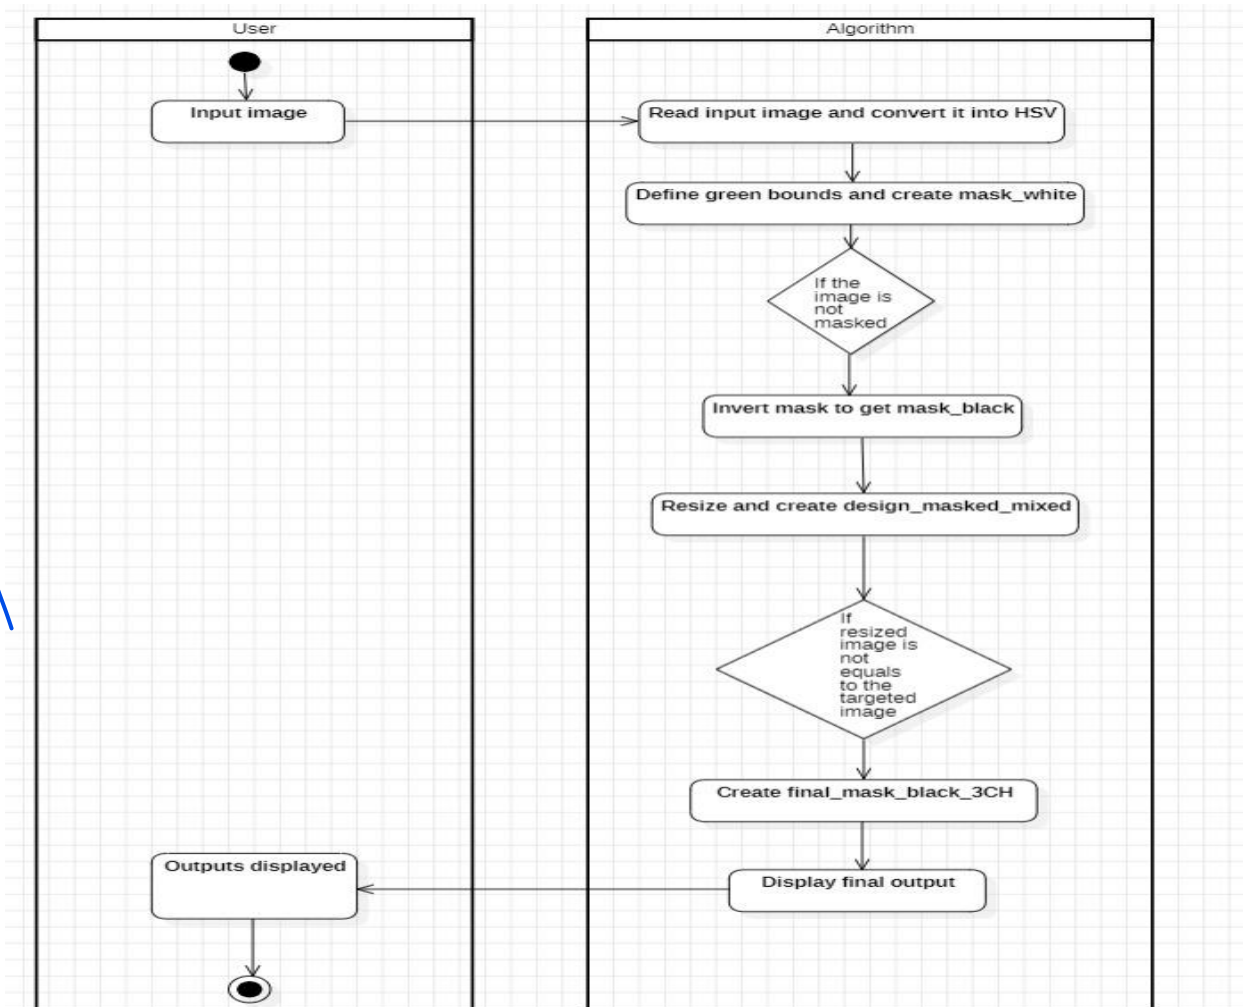 User
Algorithm
Input image
Read input image and convert it into HSV
Define green bounds and create mask_white
If the
image is
not
masked
Invert mask to get mask_black
Resize and create design_masked_mixed
If
resized
image is
not
equals
to the
targeted
image
Create final_mask_black_3CH
Outputs displayed
Display final output